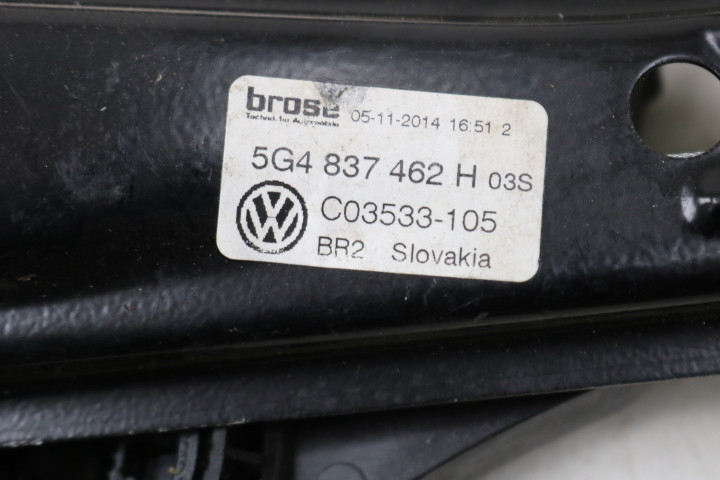 brose 05-11-2014 16:51 2
Technik für Automobile
5G4 837 462 H 03S
C03533-105
BR2 Slovakia